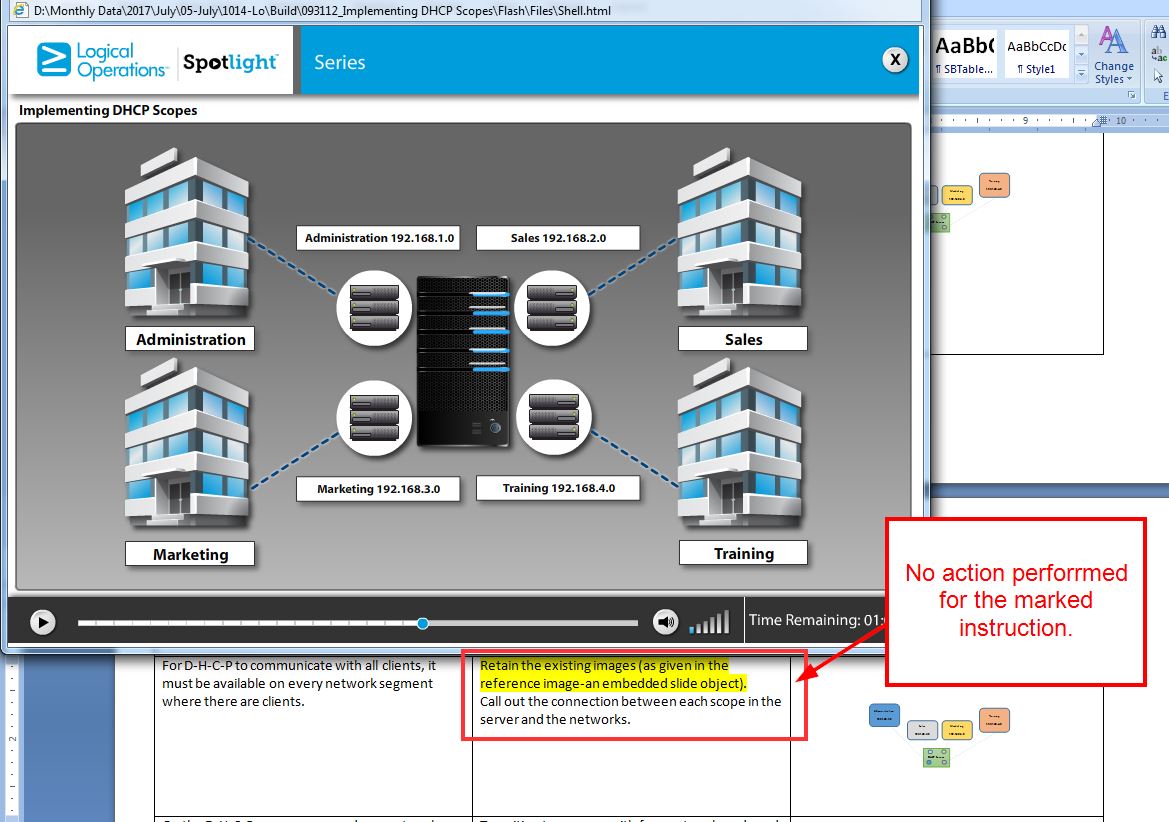 D:\Monthly Data\2017\July\05-July\1014-Lo\Build\093112_Implementing DHCP Scopes\Flash\Files\Shell.html
Logical
Operations
Spotlight
Series
X
Implementing DHCP Scopes
AaBb(
AaBbCcDc
¶ SBTable...
¶ Style1
Change
Styles
9
10
Administration 192.168.1.0
Sales 192.168.2.0
Administration
Sales
Marketing 192.168.3.0
Training 192.168.4.0
Marketing
Training
Time Remaining: 01:
No action perforrmed
for the marked
instruction.
For D-H-C-P to communicate with all clients, it
must be available on every network segment
where there are clients.
Retain the existing images (as given in the
reference image-an embedded slide object).
Call out the connection between each scope in the
server and the networks.
2